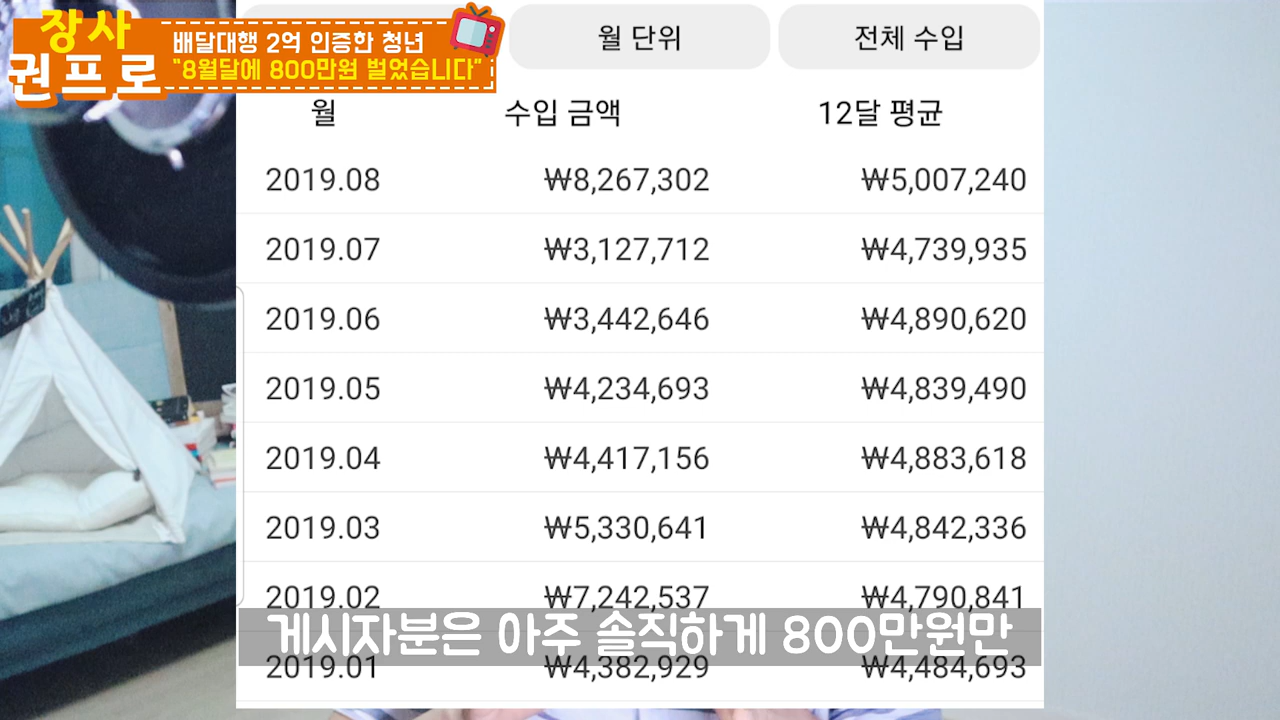 장사
권프로
배달대행 2억 인증한 청년
"8월달에 800만원 벌었습니다"
월 단위
전체 수입
월 수입 금액 12달 평균
2019.08 ₩8,267,302 ₩5,007,240
2019.07 ₩3,127,712 ₩4,739,935
2019.06 ₩3,442,646 ₩4,890,620
2019.05 ₩4,234,693 ₩4,839,490
2019.04 ₩4,417,156 ₩4,883,618
2019.03 ₩5,330,641 ₩4,842,336
2019.02 ₩7,242,537 ₩4,790,841
게시자분은 아주 솔직하게 800만원만
2019.01 ₩4,382,929 ₩4,484,693